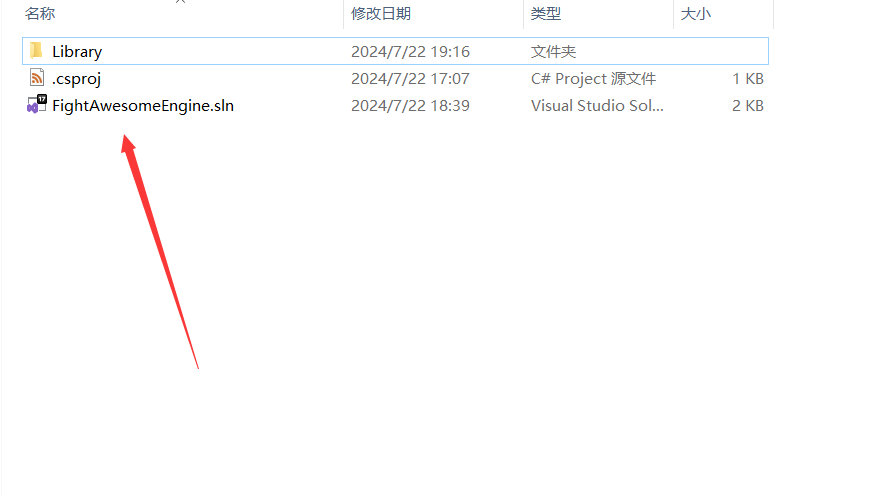 名称 修改日期 类型 大小
Library 2024/7/22 19:16 文件夹
.csproj 2024/7/22 17:07 C# Project 源文件 1 KB
FightAwesomeEngine.sln 2024/7/22 18:39 Visual Studio Sol... 2 KB